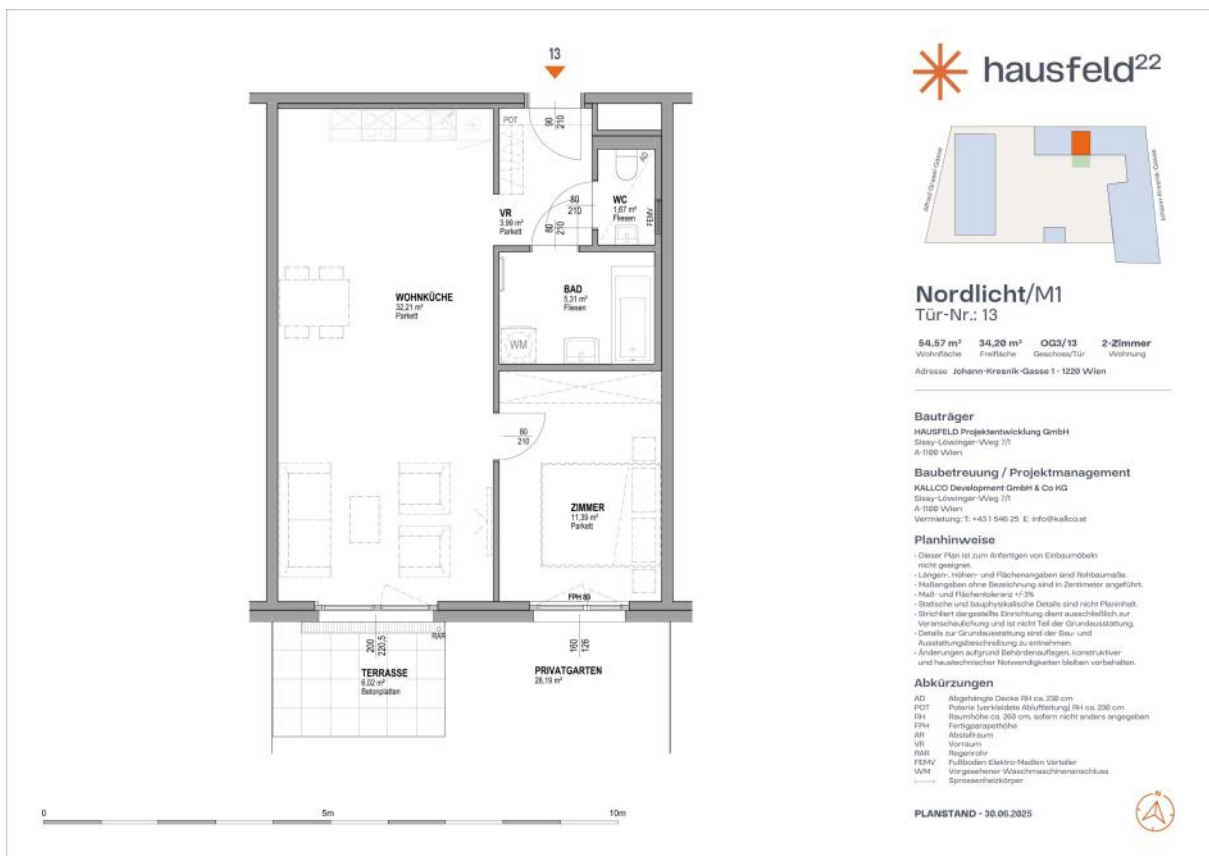 13
POT
90
210
AD
WC
1,67 m²
Fliesen
80
210
FEMV
VR
3,99 m²
Parkett
80
210
WOHNKÜCHE
32,21 m²
Parkett
BAD
5,31 m²
Fliesen
WM
80
210
ZIMMER
11,39 m²
Parkett
FPH 89
RAR
200
220,5
160
126
TERRASSE
6,02 m²
Betonplatten
PRIVATGARTEN
28,19 m²
0
5m
10m
hausfeld22
Johann-Kresnik-Gasse
Nordlicht/M1
Tür-Nr.: 13
54,57 m² 34,20 m² OG3/13 2-Zimmer
Wohnfläche Freifläche Geschoss/Tür Wohnung
Adresse Johann-Kresnik-Gasse 1 - 1220 Wien
Bauträger
HAUSFELD Projektentwicklung GmbH
Sissy-Löwinger-Weg 7/1
A-1100 Wien
Baubetreuung / Projektmanagement
KALLCO Development GmbH & Co KG
Sissy-Löwinger-Weg 7/1
A-1100 Wien
Vermietung: T: +43 1 546 25 E: info@kallco.at
Planhinweise
• Dieser Plan ist zum Anfertigen von Einbaumöbeln
nicht geeignet.
• Längen-, Höhen- und Flächenangaben sind Rohbaumaße.
• Maßangaben ohne Bezeichnung sind in Zentimeter angeführt.
• Maß- und Flächentoleranz +/-3%
• Statische und bauphysikalische Details sind nicht Planinhalt.
• Strichliert dargestellte Einrichtung dient ausschließlich zur
Veranschaulichung und ist nicht Teil der Grundausstattung.
• Details zur Grundausstattung sind der Bau- und
Ausstattungsbeschreibung zu entnehmen.
• Änderungen aufgrund Behördenauflagen, konstruktiver
und haustechnischer Notwendigkeiten bleiben vorbehalten.
Abkürzungen
AD Abgehängte Decke RH ca. 230 cm
POT Poterie (verkleidete Abluftleitung) RH ca. 230 cm
RH Raumhöhe ca. 260 cm, sofern nicht anders angegeben
FPH Fertigparapethöhe
AR Abstellraum
VR Vorraum
RAR Regenrohr
FEMV Fußboden-Elektro-Medien Verteiler
WM Vorgesehener Waschmaschinenanschluss
Sprossenheizkörper
PLANSTAND - 30.06.2025
N